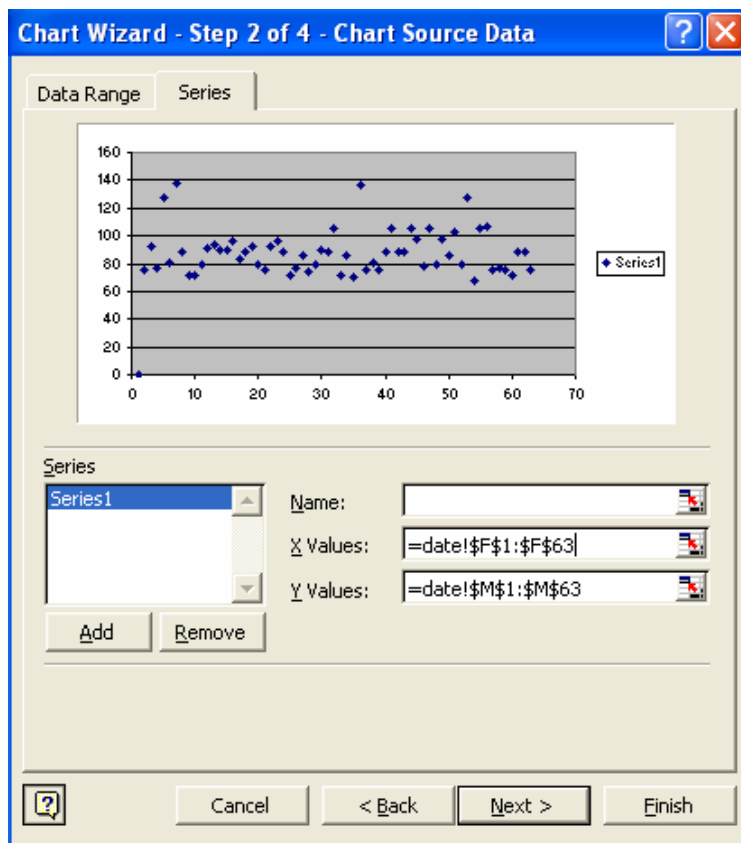 Chart Wizard - Step 2 of 4 - Chart Source Data
Data Range Series
160
140
120
100
80
60
40
20
0
0 10 20 30 40 50 60 70
Series1
Series
Series1
Name:
X Values: =date!$F$1:$F$63
Y Values: =date!$M$1:$M$63
Add Remove
Cancel < Back Next > Finish